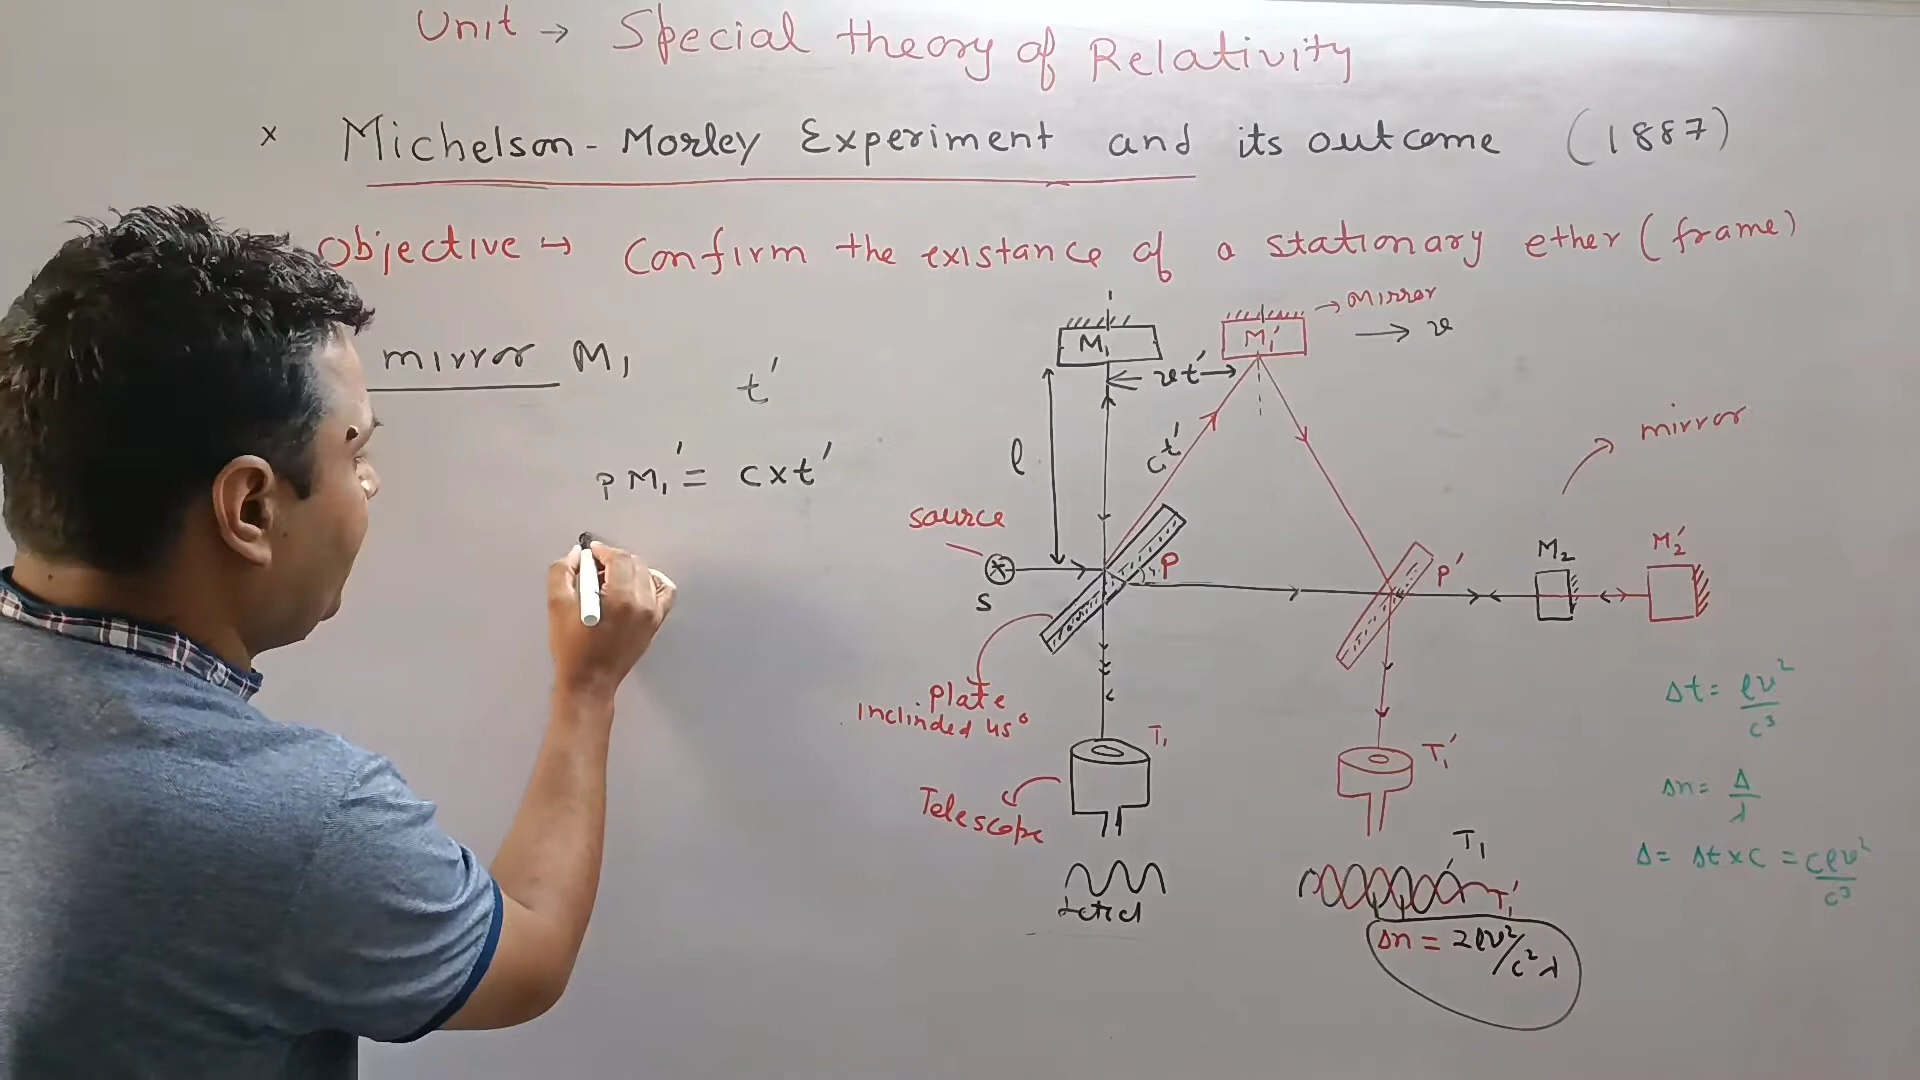 Unit → Special theory of Relativity
× Michelson-Morley Experiment and its outcome (1887)
Objective ↦ Confirm the existance of a stationary ether (frame)
mirror M₁
t′
PM₁′ = c×t′
M₁
M₁′
→ mirror
→ v
vt′
ct′
l
mirror
source
S
P
P′
M₂
M₂′
plate
Inclinded 45°
T₁
T₁′
Telescope
T₁
T₁′
Δn = 2lv²/c²λ
Δt = lv²/c³
Δn = Δ/λ
Δ = Δt×c = clv²/c³